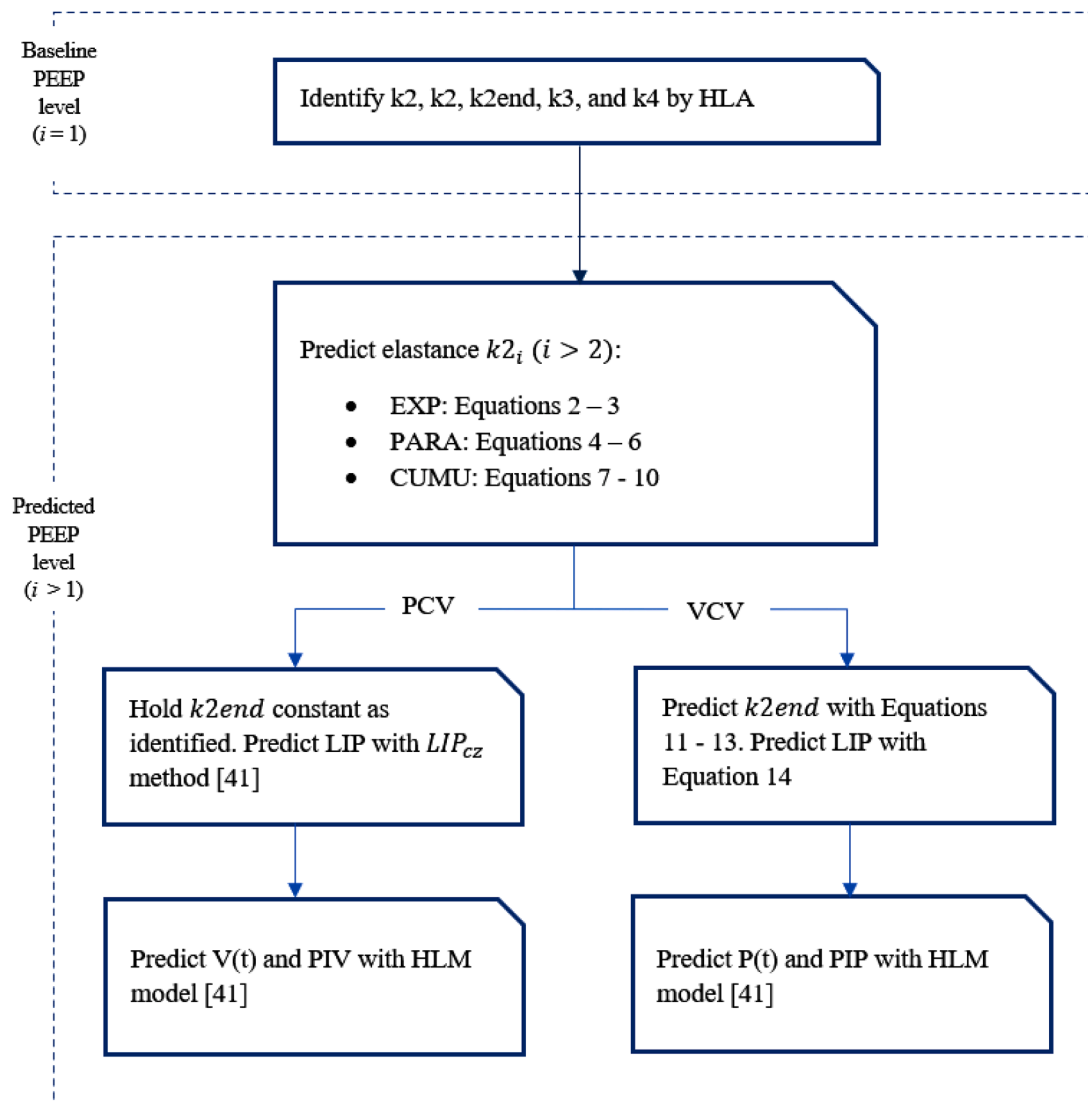 Baseline
PEEP
level
(i = 1)
Identify k2, k2, k2end, k3, and k4 by HLA
Predicted
PEEP
level
(i > 1)
Predict elastance k2ᵢ (i > 2):
• EXP: Equations 2 – 3
• PARA: Equations 4 – 6
• CUMU: Equations 7 - 10
PCV
VCV
Hold k2end constant as
identified. Predict LIP with LIP_cz
method [41]
Predict k2end with Equations
11 - 13. Predict LIP with
Equation 14
Predict V(t) and PIV with HLM
model [41]
Predict P(t) and PIP with HLM
model [41]